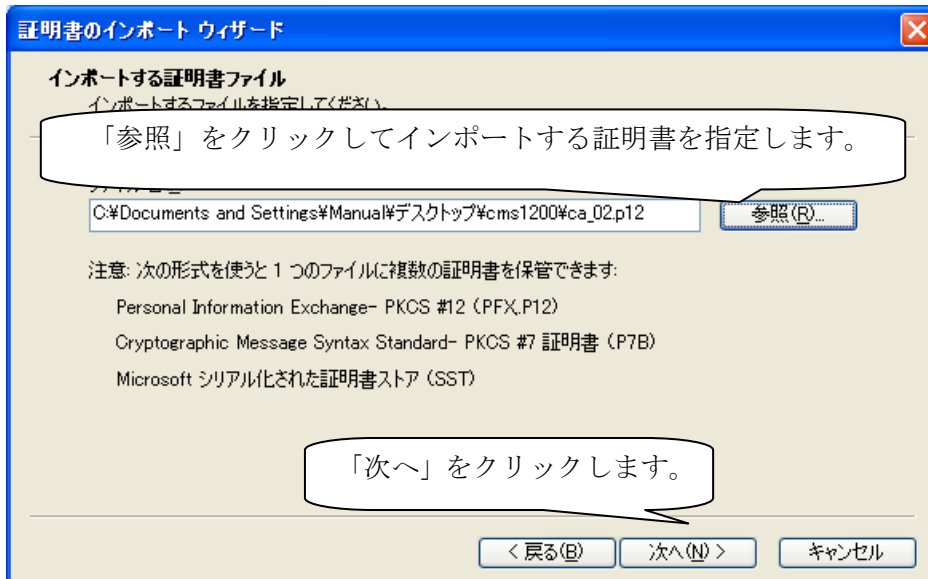 証明書のインポート ウィザード
インポートする証明書ファイル
インポートするファイルを指定してください。
「参照」をクリックしてインポートする証明書を指定します。
C:¥Documents and Settings¥Manual¥デスクトップ¥cms1200¥ca_02.p12
参照(R)...
注意: 次の形式を使うと 1 つのファイルに複数の証明書を保管できます:
Personal Information Exchange- PKCS #12 (PFX,.P12)
Cryptographic Message Syntax Standard- PKCS #7 証明書 (P7B)
Microsoft シリアル化された証明書ストア (SST)
「次へ」をクリックします。
< 戻る(B) 次へ(N) > キャンセル